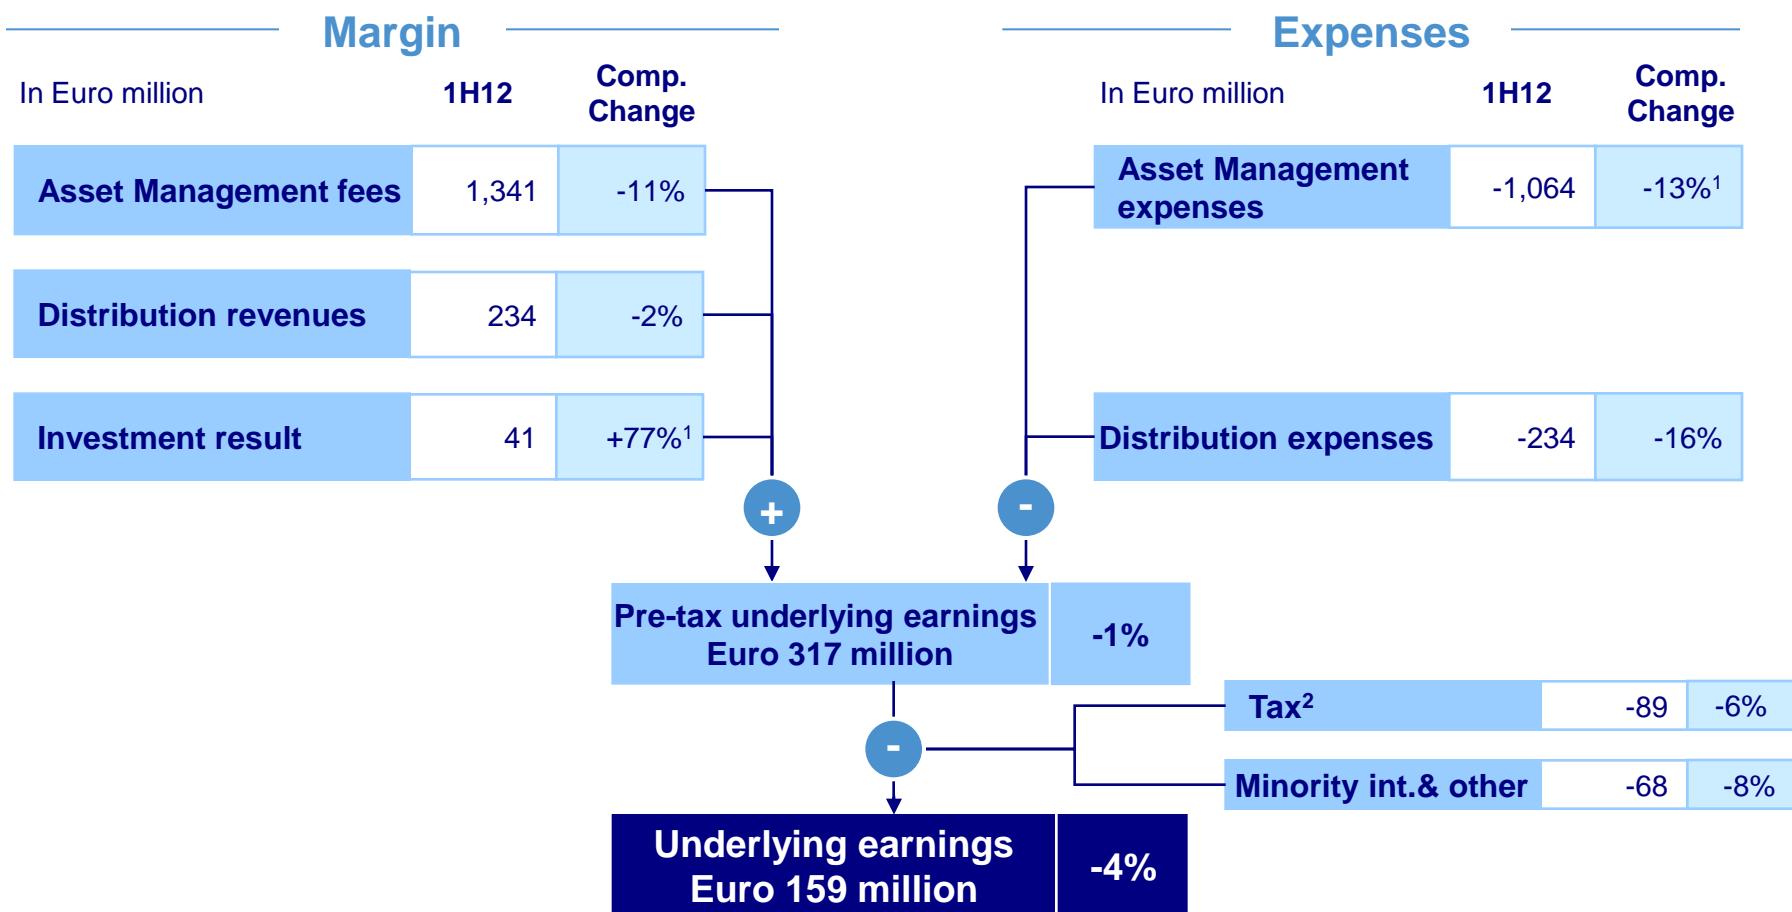 Margin
In Euro million 1H12 Comp. Change
Asset Management fees 1,341 -11%
Distribution revenues 234 -2%
Investment result 41 +77%¹
+
Expenses
In Euro million 1H12 Comp. Change
Asset Management
expenses -1,064 -13%¹
Distribution expenses -234 -16%
-
Pre-tax underlying earnings
Euro 317 million -1%
-
Tax² -89 -6%
Minority int.& other -68 -8%
Underlying earnings
Euro 159 million -4%